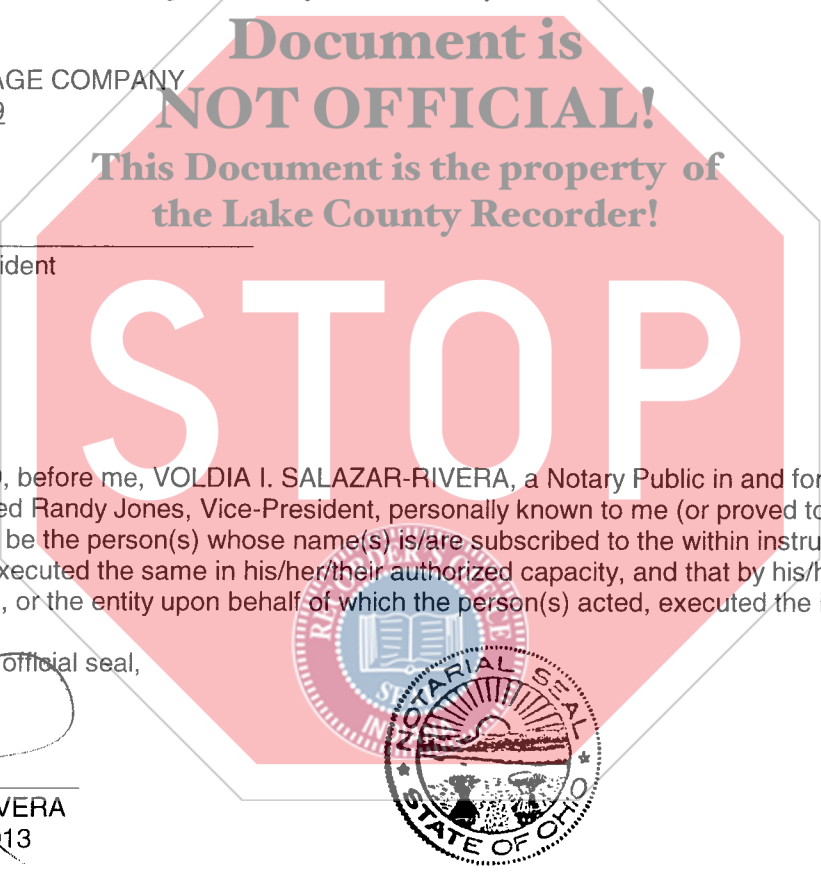 Document is
AGE COMPANY
NOT OFFICIAL!
This Document is the property of
the Lake County Recorder!
ident
STOP
, before me, VOLDIA I. SALAZAR-RIVERA, a Notary Public in and for
ed Randy Jones, Vice-President, personally known to me (or proved to
be the person(s) whose name(s) is/are subscribed to the within instru
xecuted the same in his/her/their authorized capacity, and that by his/h
, or the entity upon behalf of which the person(s) acted, executed the
RECORDER'S OFFICE
SEAL
INDIANA
official seal,
NOTARIAL SEAL
STATE OF OHIO
VERA
13